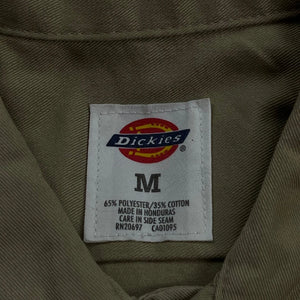 Dickies ®
M
65% POLYESTER/35% COTTON
MADE IN HONDURAS
CARE IN SIDE SEAM
RN20697 CA01095